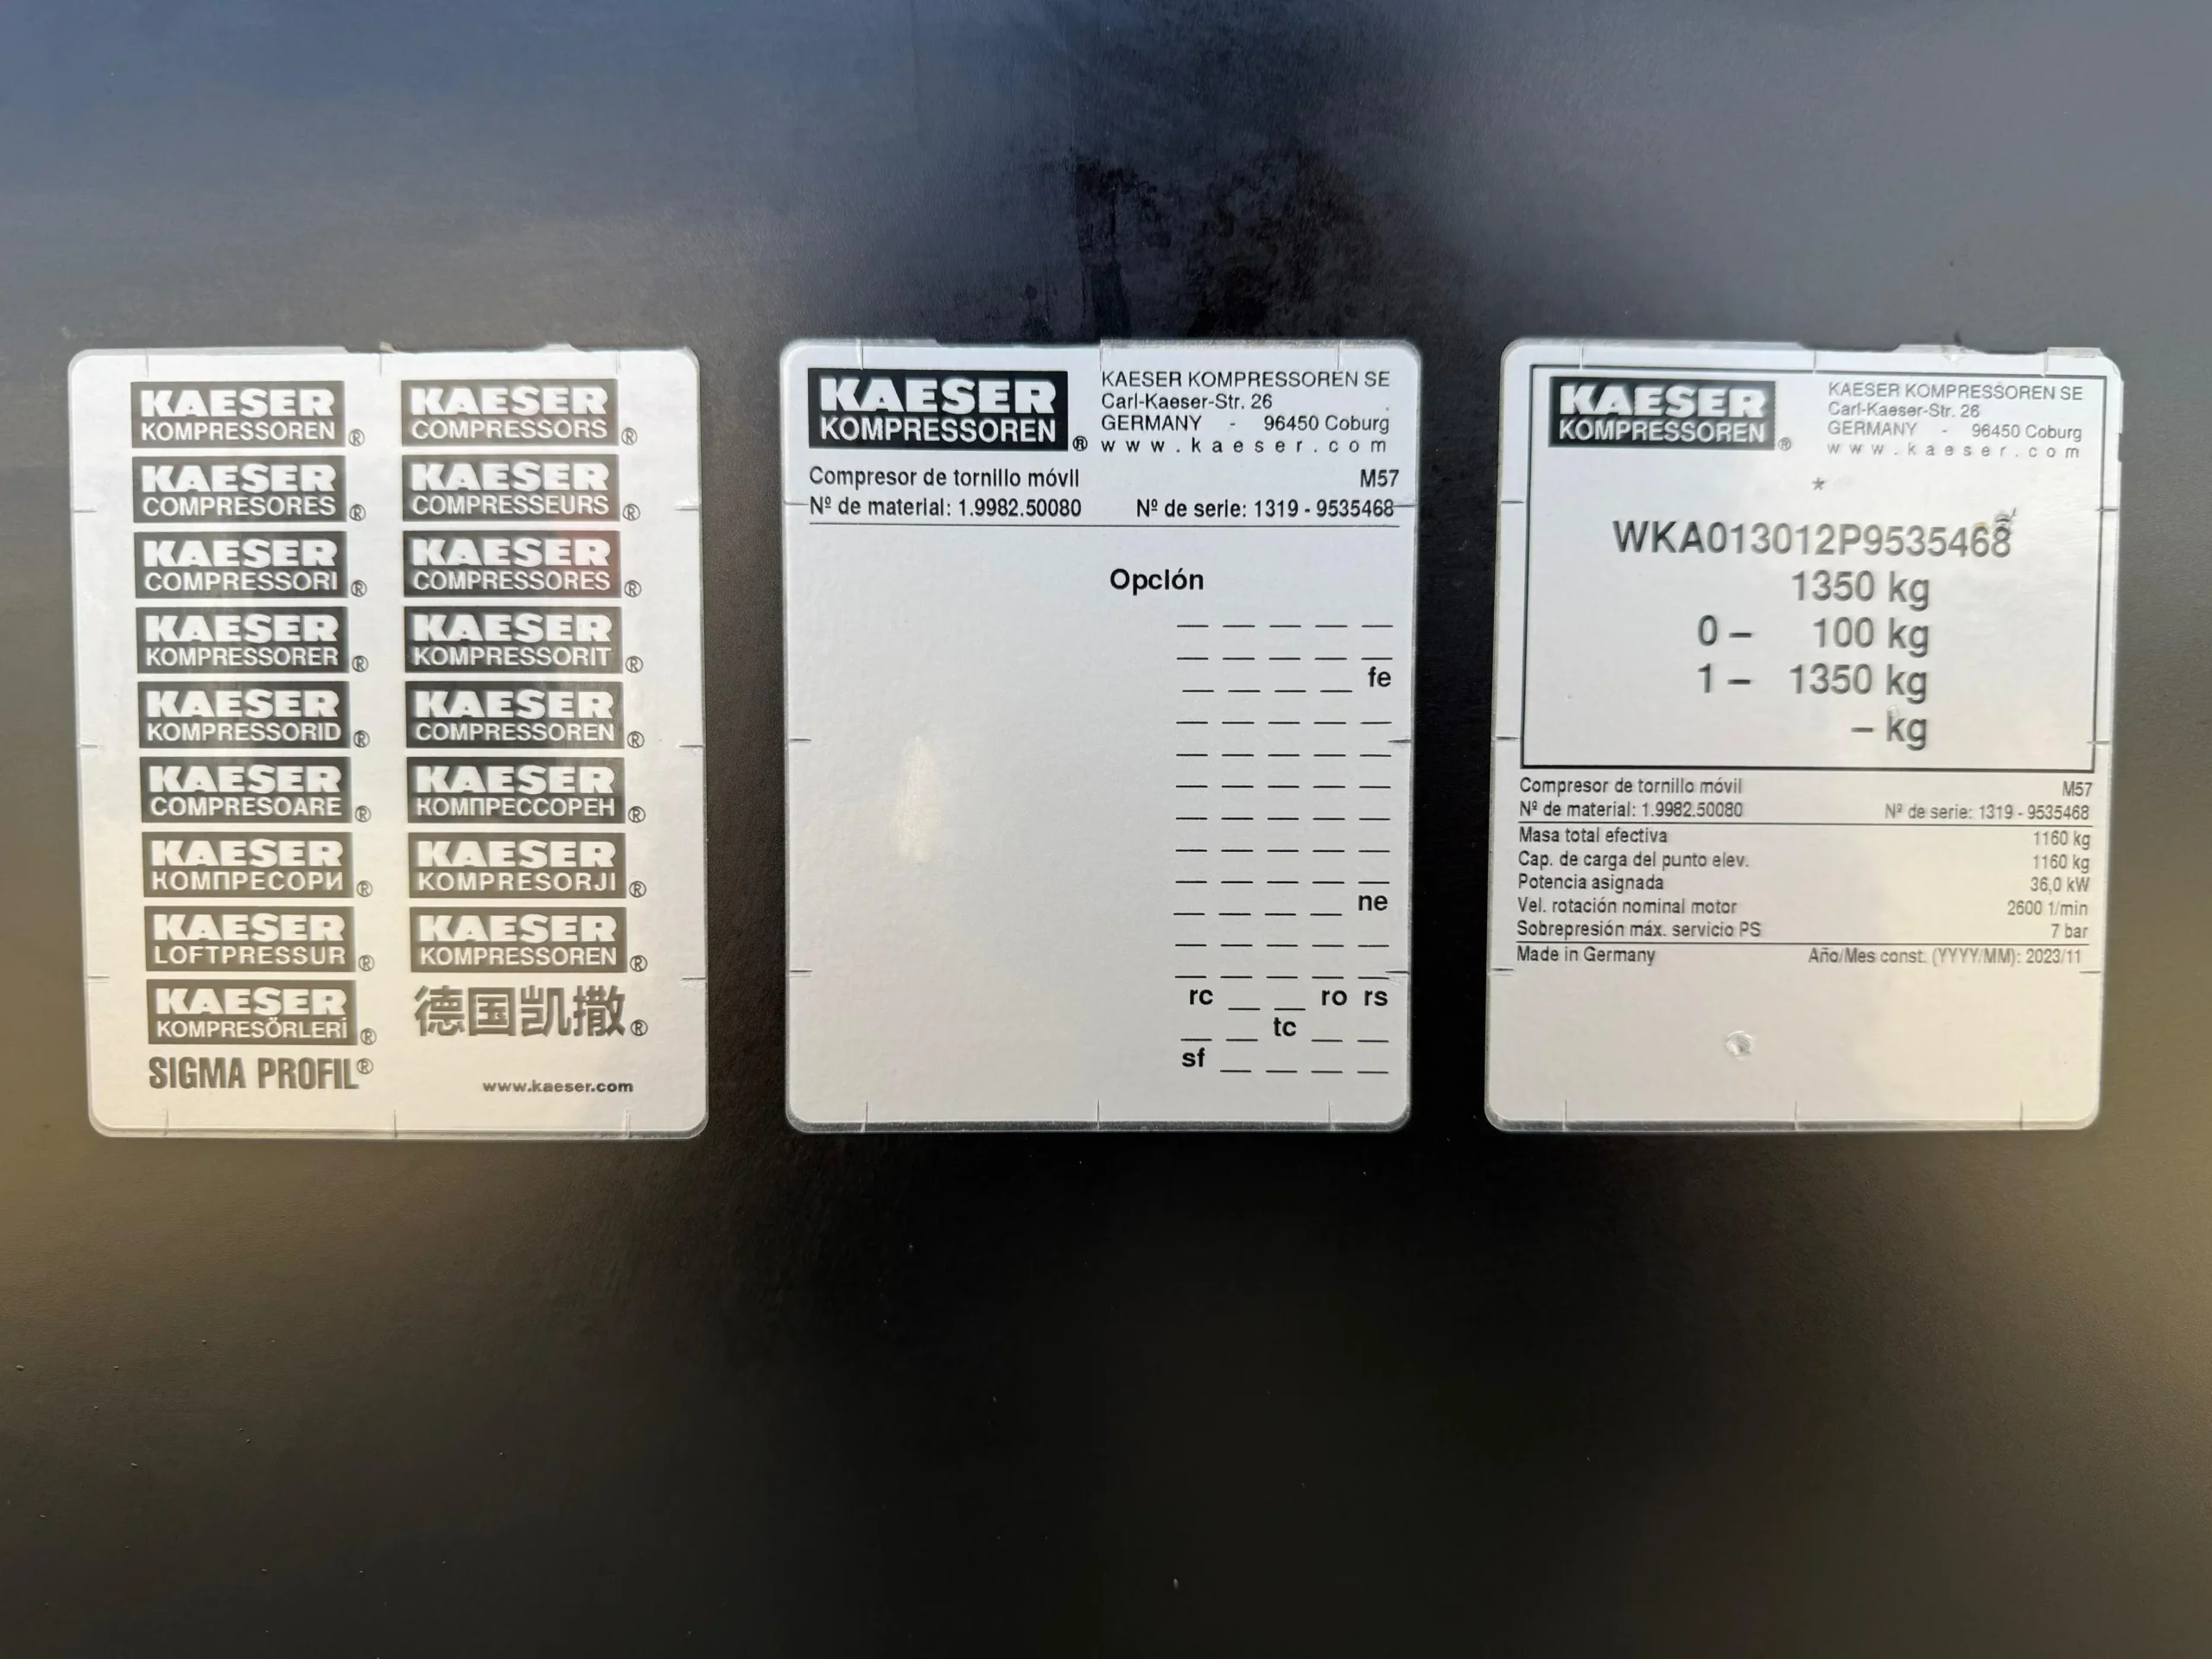 KAESER
KOMPRESSOREN ®
KAESER
COMPRESSORS ®
KAESER
COMPRESORES ®
KAESER
COMPRESSEURS ®
KAESER
COMPRESSORI ®
KAESER
COMPRESSORES ®
KAESER
KOMPRESSORER ®
KAESER
KOMPRESSORIT ®
KAESER
KOMPRESSORID ®
KAESER
COMPRESSOREN ®
KAESER
COMPRESOARE ®
KAESER
КОМПРЕССОРЕН ®
KAESER
КОМПРЕСОРИ ®
KAESER
KOMPRESORJI ®
KAESER
LOFTPRESSUR ®
KAESER
KOMPRESSOREN ®
KAESER
KOMPRESÖRLERİ ®
德国凯撒 ®
SIGMA PROFIL®
www.kaeser.com
KAESER
KOMPRESSOREN ®
KAESER KOMPRESSOREN SE
Carl-Kaeser-Str. 26
GERMANY - 96450 Coburg
www.kaeser.com
Compresor de tornillo móvil M57
Nº de material: 1.9982.50080 Nº de serie: 1319 - 9535468
Opción
_ _ _ _ _
_ _ _ _ _
_ _ _ _ fe
_ _ _ _ _
_ _ _ _ _
_ _ _ _ _
_ _ _ _ _
_ _ _ _ _
_ _ _ _ _
_ _ _ _ ne
_ _ _ _ _
_ _ _ _ _
rc _ _ ro rs
_ _ tc _ _
sf _ _ _ _
KAESER
KOMPRESSOREN ®
KAESER KOMPRESSOREN SE
Carl-Kaeser-Str. 26
GERMANY - 96450 Coburg
www.kaeser.com
*
WKA013012P9535468
1350 kg
0 – 100 kg
1 – 1350 kg
– kg
Compresor de tornillo móvil M57
Nº de material: 1.9982.50080 Nº de serie: 1319 - 9535468
Masa total efectiva 1160 kg
Cap. de carga del punto elev. 1160 kg
Potencia asignada 36,0 kW
Vel. rotación nominal motor 2600 1/min
Sobrepresión máx. servicio PS 7 bar
Made in Germany Año/Mes const. (YYYY/MM): 2023/11